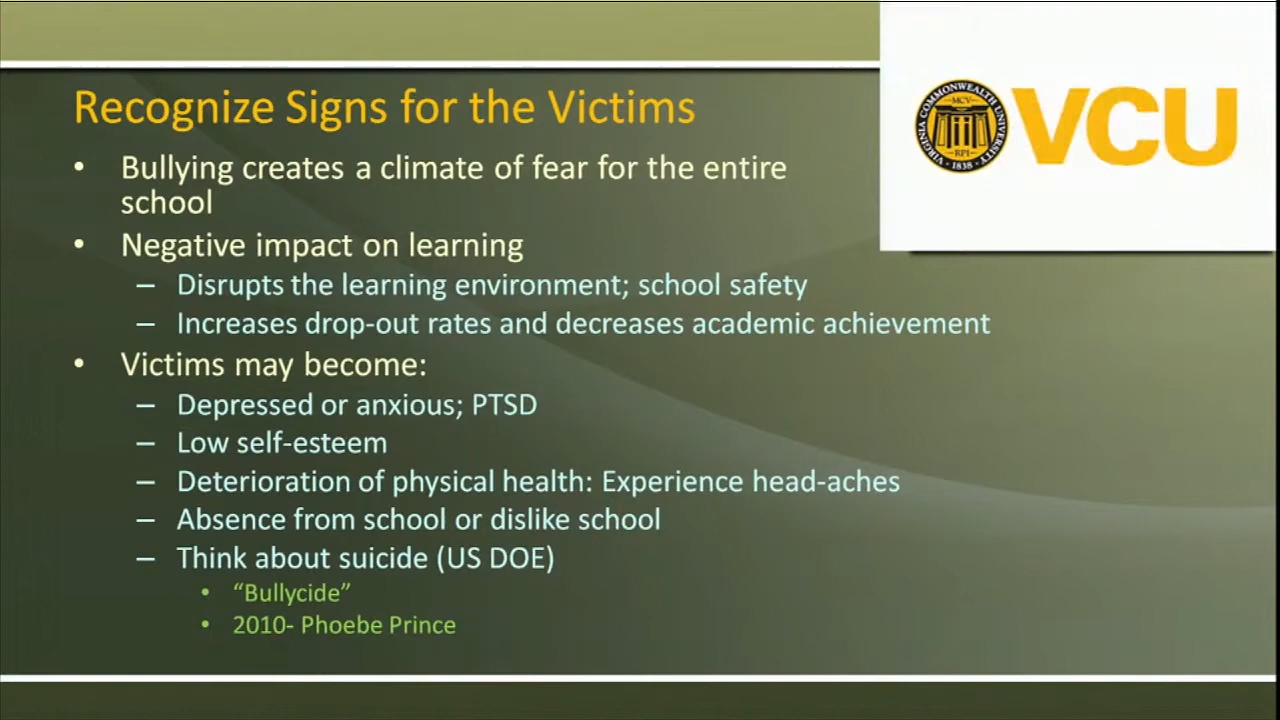 Recognize Signs for the Victims
• Bullying creates a climate of fear for the entire
school
• Negative impact on learning
– Disrupts the learning environment; school safety
– Increases drop-out rates and decreases academic achievement
• Victims may become:
– Depressed or anxious; PTSD
– Low self-esteem
– Deterioration of physical health: Experience head-aches
– Absence from school or dislike school
– Think about suicide (US DOE)
• “Bullycide”
• 2010- Phoebe Prince
VIRGINIA COMMONWEALTH UNIVERSITY
MCV
RPI
1838
VCU